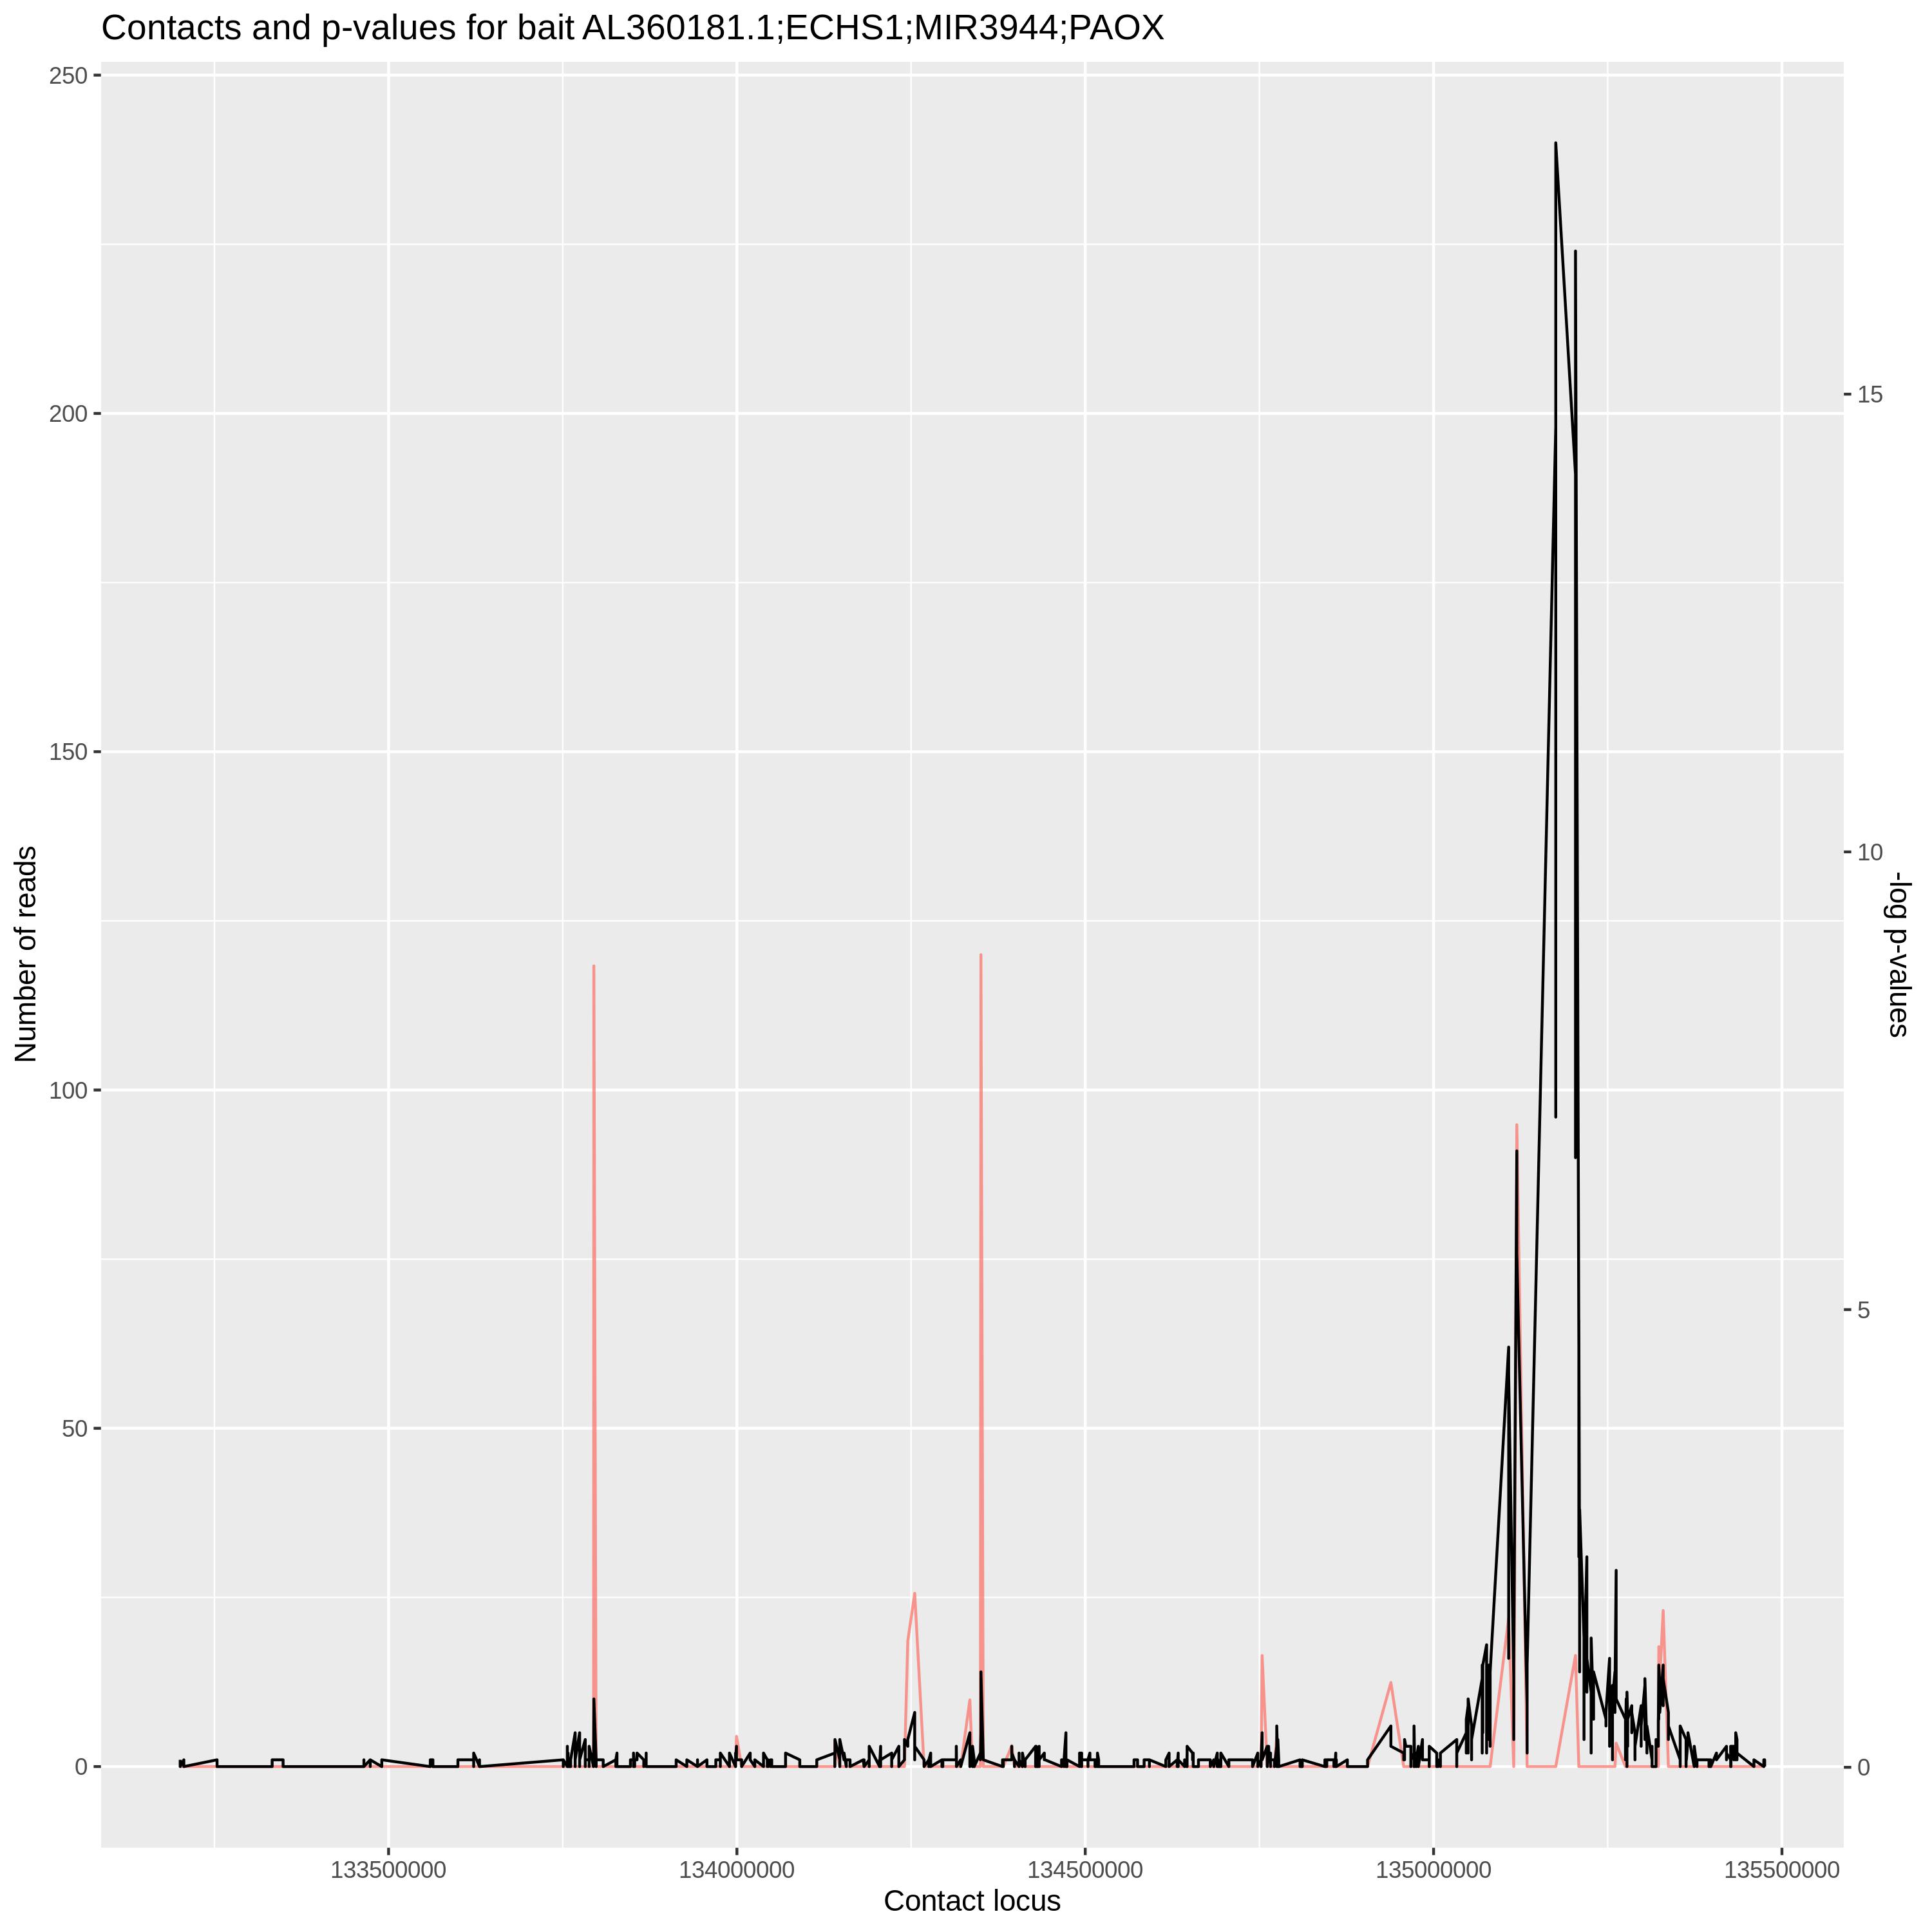 Contacts and p-values for bait AL360181.1;ECHS1;MIR3944;PAOX
250
200
150
100
50
0
Number of reads
15
10
5
0
-log p-values
133500000 134000000 134500000 135000000 135500000
Contact locus